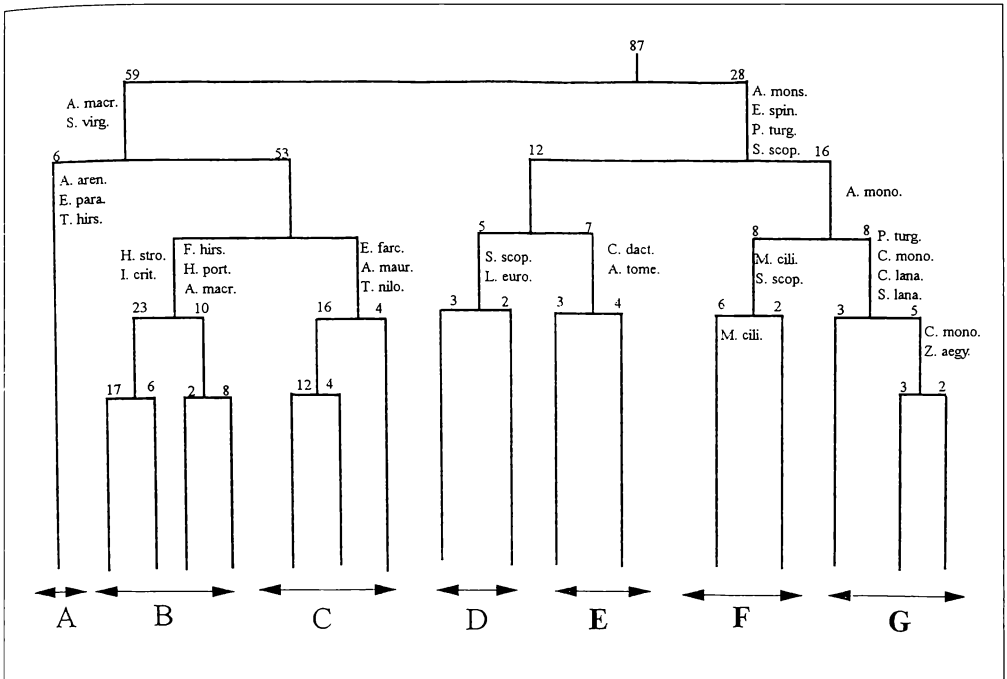 87
59
28
A. macr.
S. virg.
A. mons.
E. spin.
P. turg.
S. scop.
6
53
12
16
A. aren.
E. para.
T. hirs.
A. mono.
H. stro.
I. crit.
F. hirs.
H. port.
A. macr.
E. farc.
A. maur.
T. nilo.
5
7
S. scop.
L. euro.
C. dact.
A. tome.
8
8
M. cili.
S. scop.
P. turg.
C. mono.
C. lana.
S. lana.
23
10
16
4
3
2
3
4
6
2
3
5
M. cili.
C. mono.
Z. aegy.
17
6
2
8
12
4
3
2
A
B
C
D
E
F
G